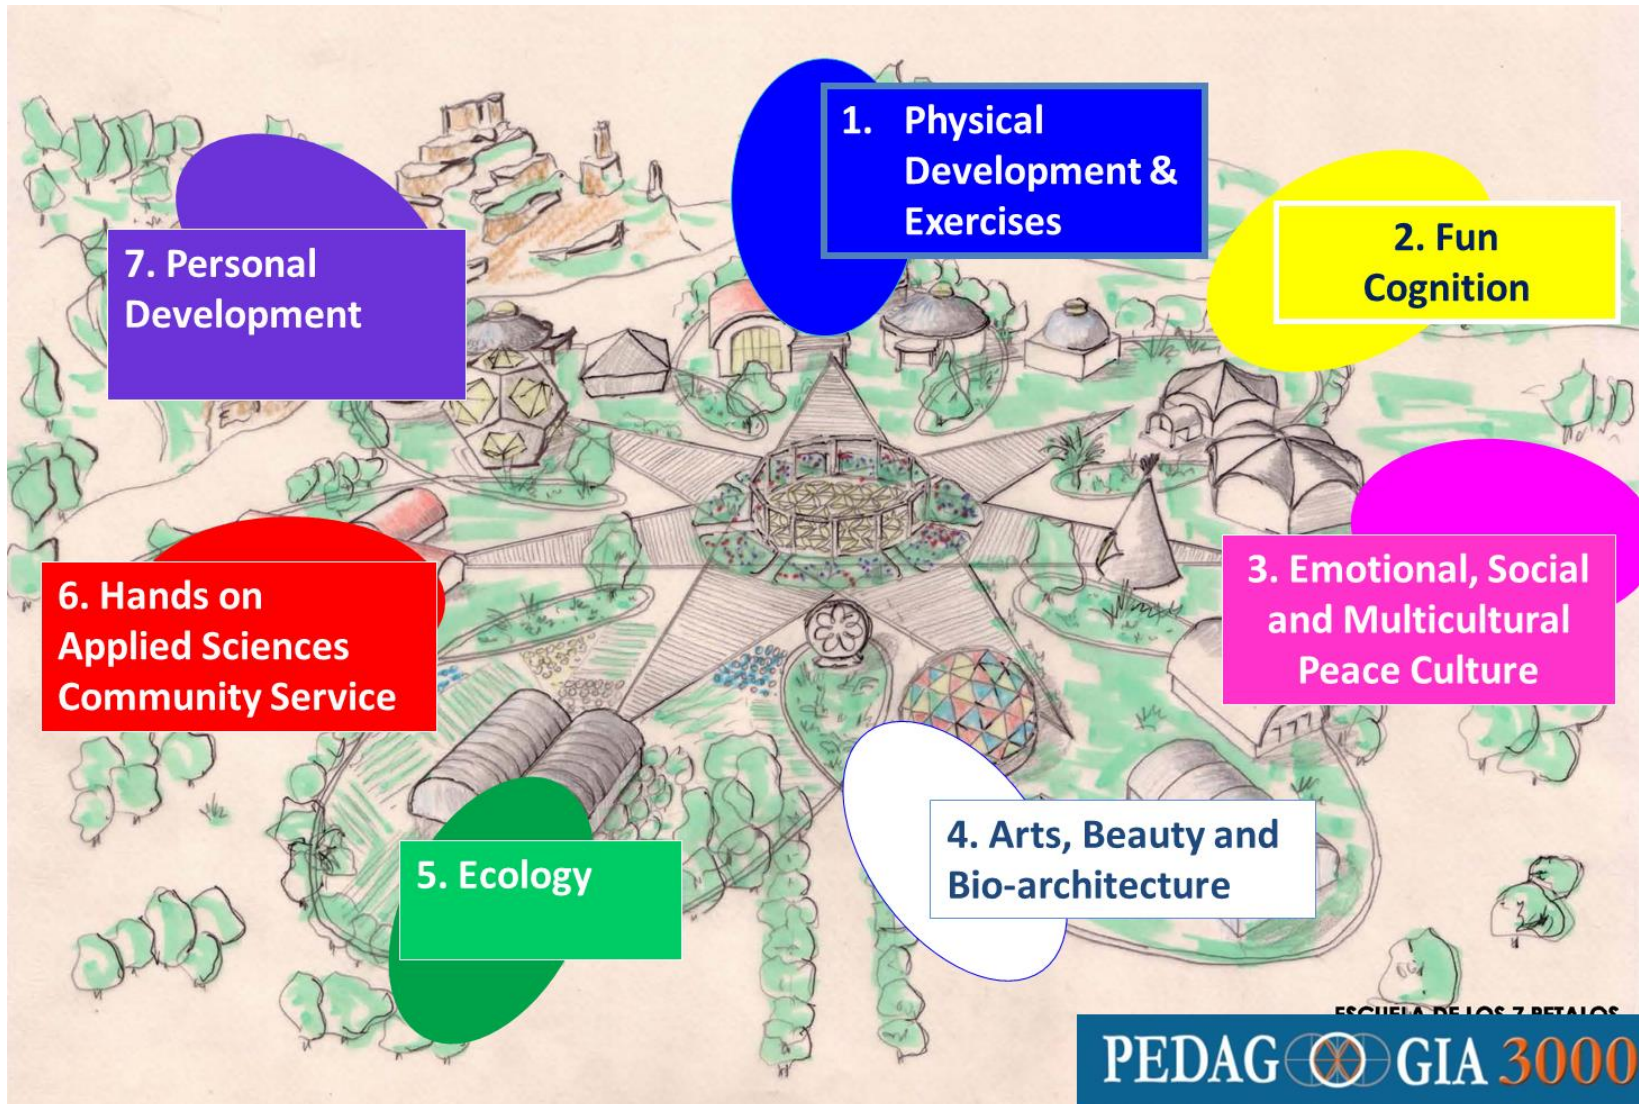 1. Physical
Development &
Exercises
2. Fun
Cognition
3. Emotional, Social
and Multicultural
Peace Culture
4. Arts, Beauty and
Bio-architecture
5. Ecology
6. Hands on
Applied Sciences
Community Service
7. Personal
Development
ESCUELA DE LOS 7 PETALOS
PEDAGOGIA 3000